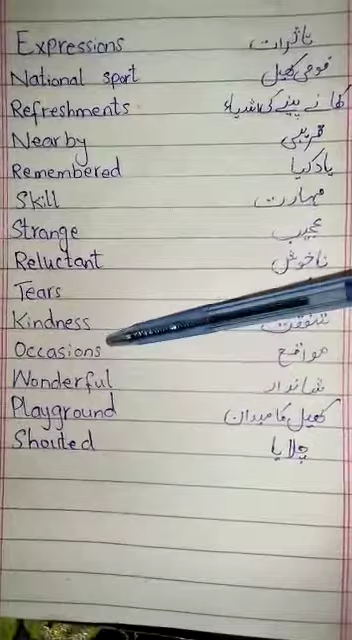 Expressions تاثرات
National sport قومی کھیل
Refreshments کھانے پینے کی اشیاء
Nearby قریبی
Remembered یاد کیا
Skill مہارت
Strange عجیب
Reluctant ناخوش
Tears
Kindness شفقت
Occasions مواقع
Wonderful شاندار
Playground کھیل کا میدان
Shouted چلایا